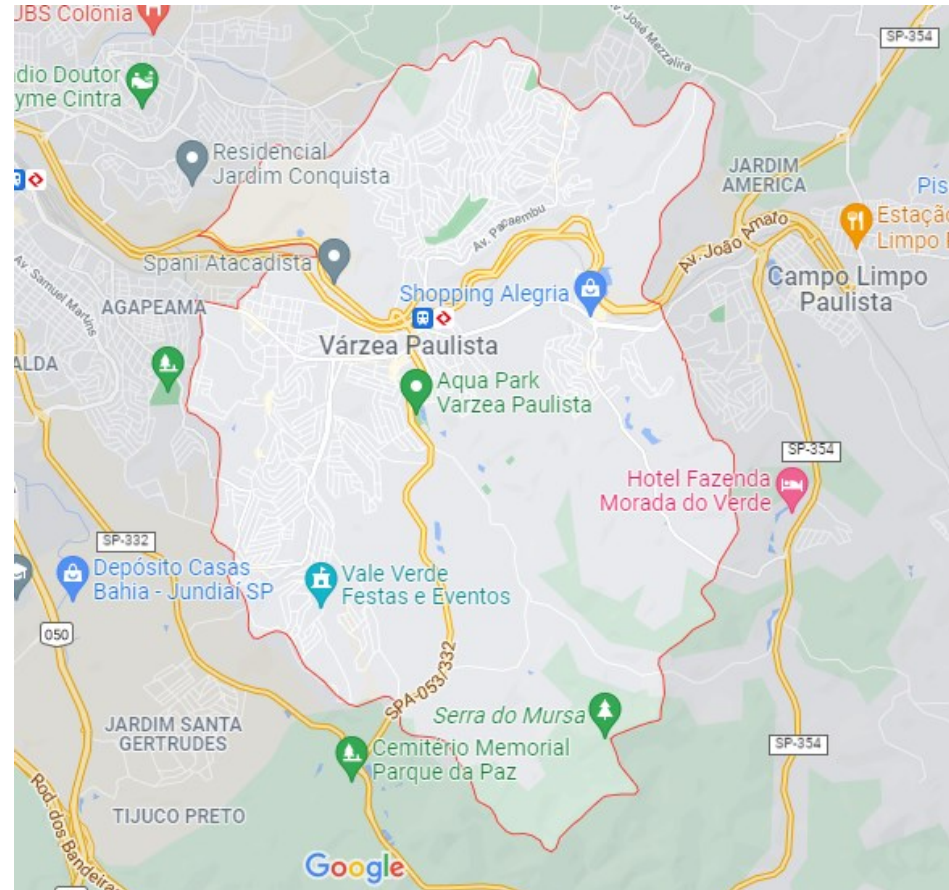 UBS Colônia
Av. José Mezzalira
SP-354
dio Doutor
yme Cintra
Residencial
Jardim Conquista
JARDIM
AMERICA
Pis
Estação
Limpo
Av. João Amato
Av. Pacaembu
Av. Samuel Martins
Spani Atacadista
Shopping Alegria
Campo Limpo
Paulista
AGAPEAMA
Várzea Paulista
ALDA
Aqua Park
Varzea Paulista
SP-354
Hotel Fazenda
Morada do Verde
SP-332
Depósito Casas
Bahia - Jundiaí SP
Vale Verde
Festas e Eventos
050
SPA-053/332
Serra do Mursa
JARDIM SANTA
GERTRUDES
Cemitério Memorial
Parque da Paz
SP-354
TIJUCO PRETO
Rod. dos Bandeiran
Google